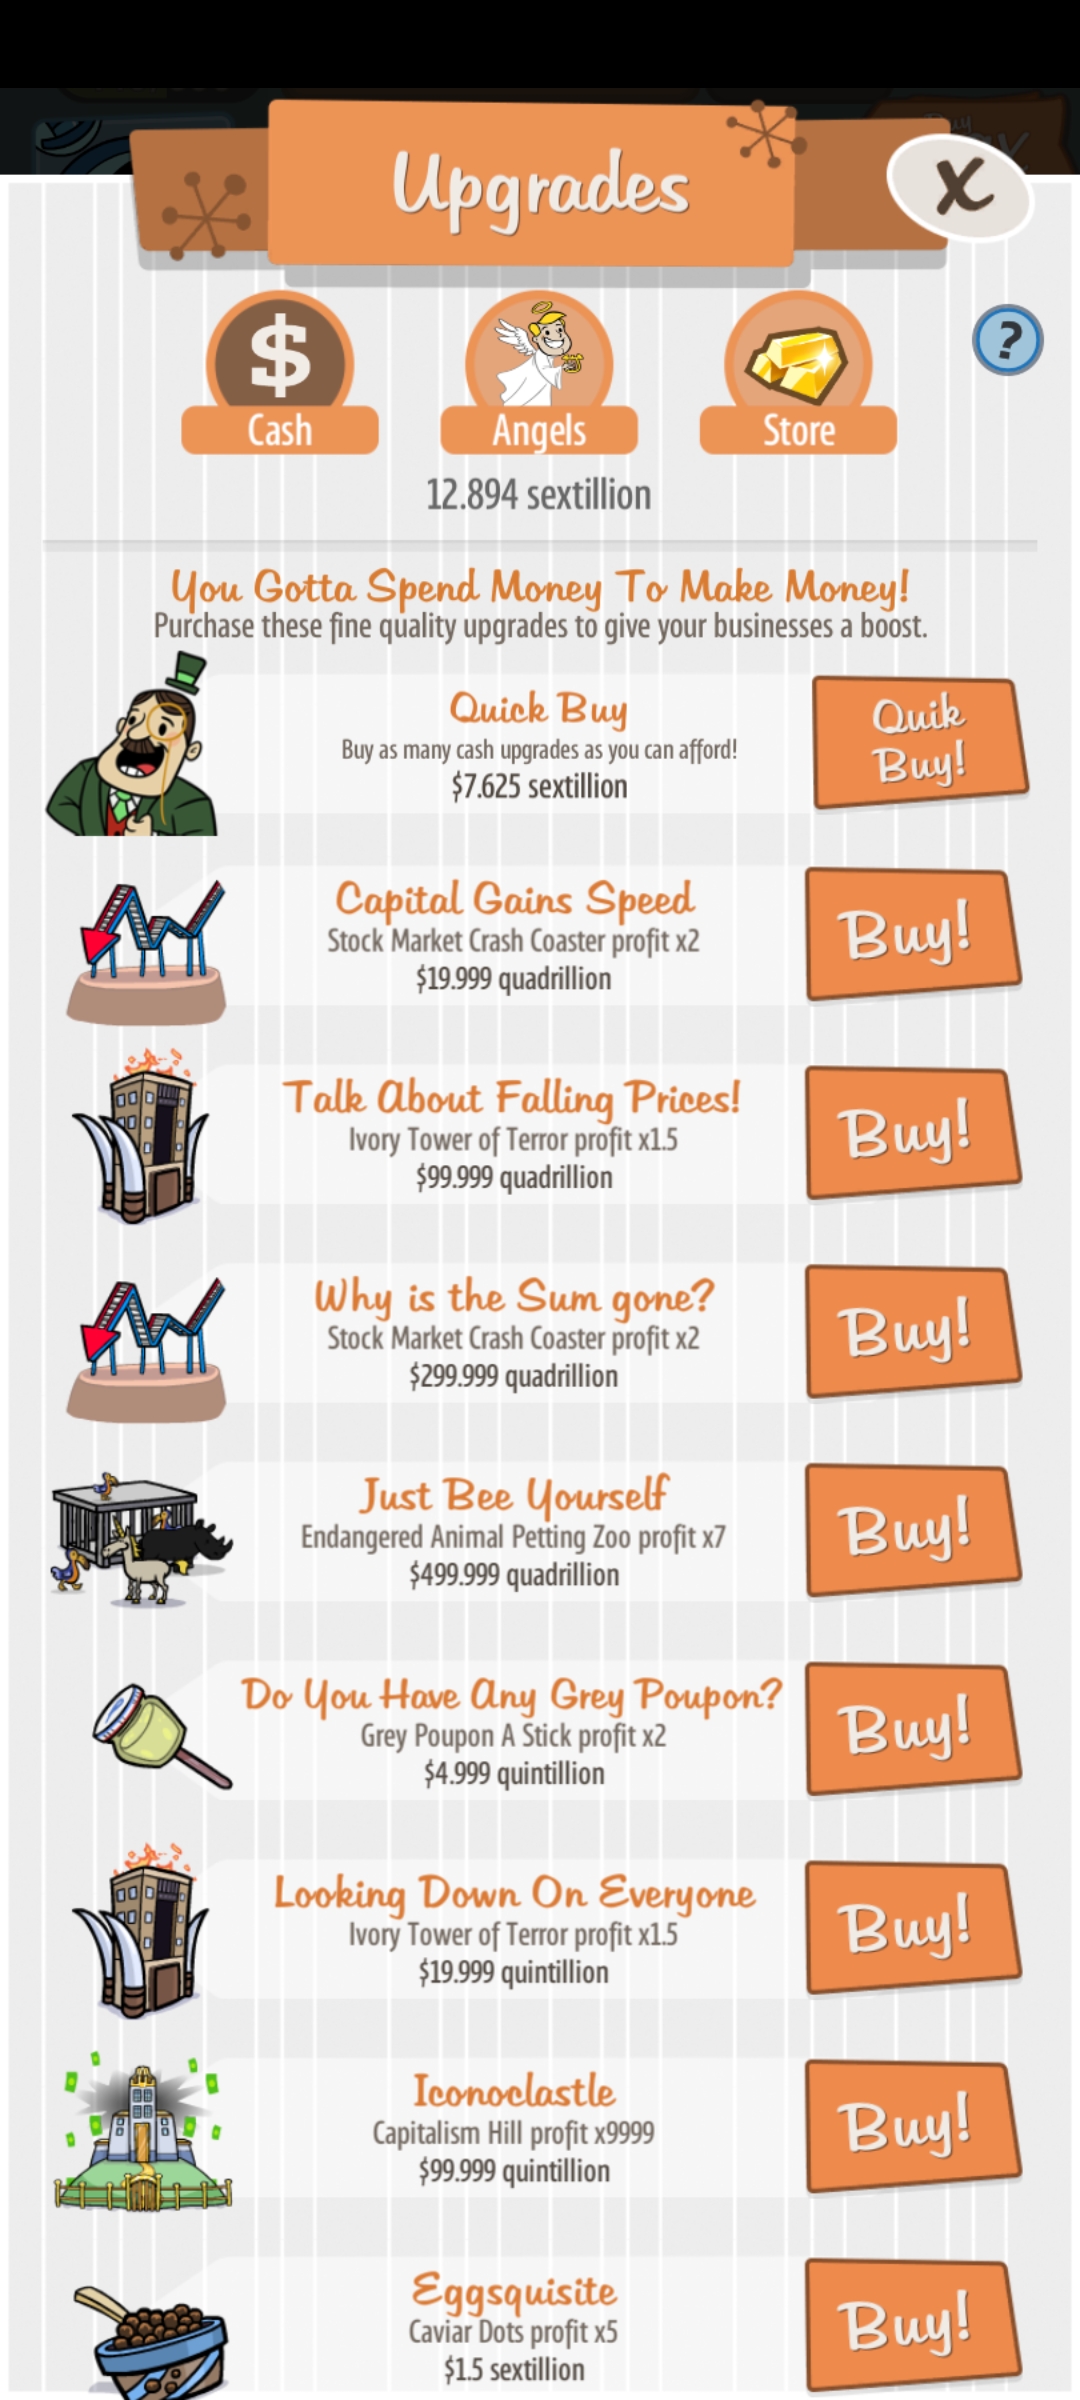 Upgrades
X
$
?
Cash
Angels
Store
12.894 sextillion
You Gotta Spend Money To Make Money!
Purchase these fine quality upgrades to give your businesses a boost.
Quick Buy
Buy as many cash upgrades as you can afford!
$7.625 sextillion
Quik
Buy!
Capital Gains Speed
Stock Market Crash Coaster profit x2
$19.999 quadrillion
Buy!
Talk About Falling Prices!
Ivory Tower of Terror profit x1.5
$99.999 quadrillion
Buy!
Why is the Sum gone?
Stock Market Crash Coaster profit x2
$299.999 quadrillion
Buy!
Just Bee Yourself
Endangered Animal Petting Zoo profit x7
$499.999 quadrillion
Buy!
Do You Have Any Grey Poupon?
Grey Poupon A Stick profit x2
$4.999 quintillion
Buy!
Looking Down On Everyone
Ivory Tower of Terror profit x1.5
$19.999 quintillion
Buy!
Iconoclastle
Capitalism Hill profit x9999
$99.999 quintillion
Buy!
Eggsquisite
Caviar Dots profit x5
$1.5 sextillion
Buy!